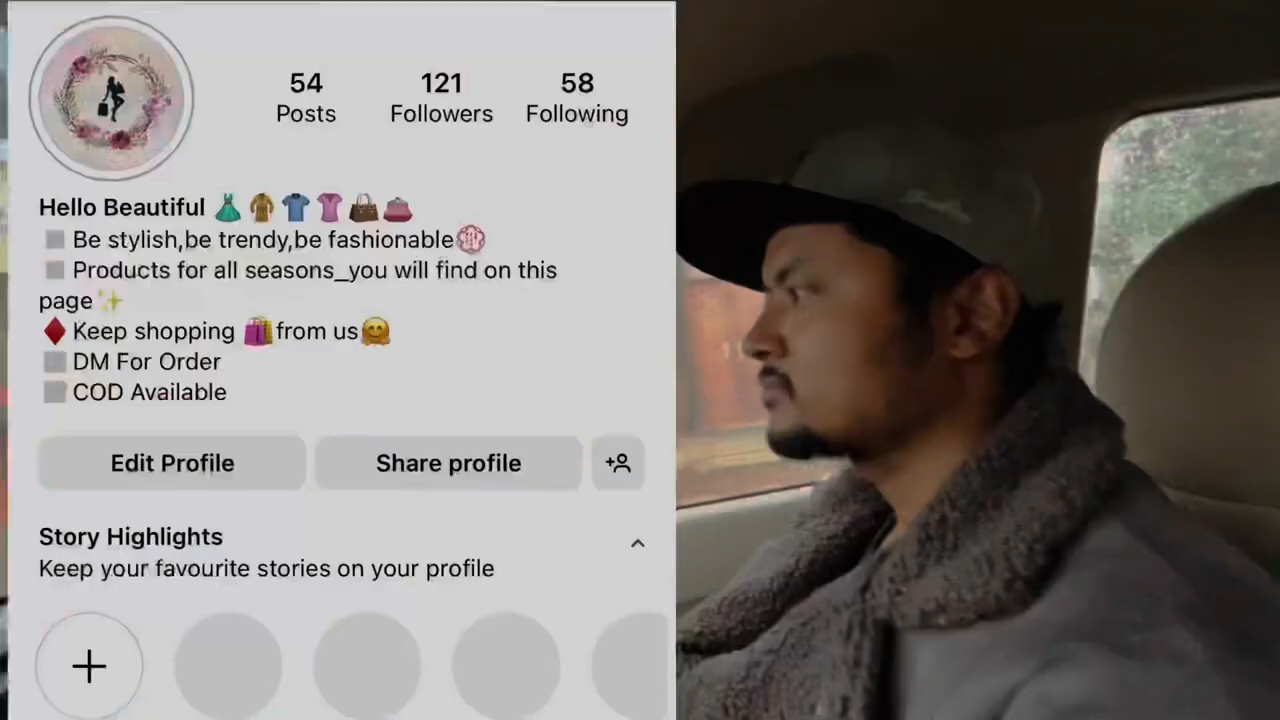 54 121 58
Posts Followers Following
Hello Beautiful 👗🧥👕👚👜👛
Be stylish,be trendy,be fashionable💮
Products for all seasons_you will find on this
page✨
♦️ Keep shopping 🛍️from us🤗
DM For Order
COD Available
Edit Profile Share profile
Story Highlights
Keep your favourite stories on your profile